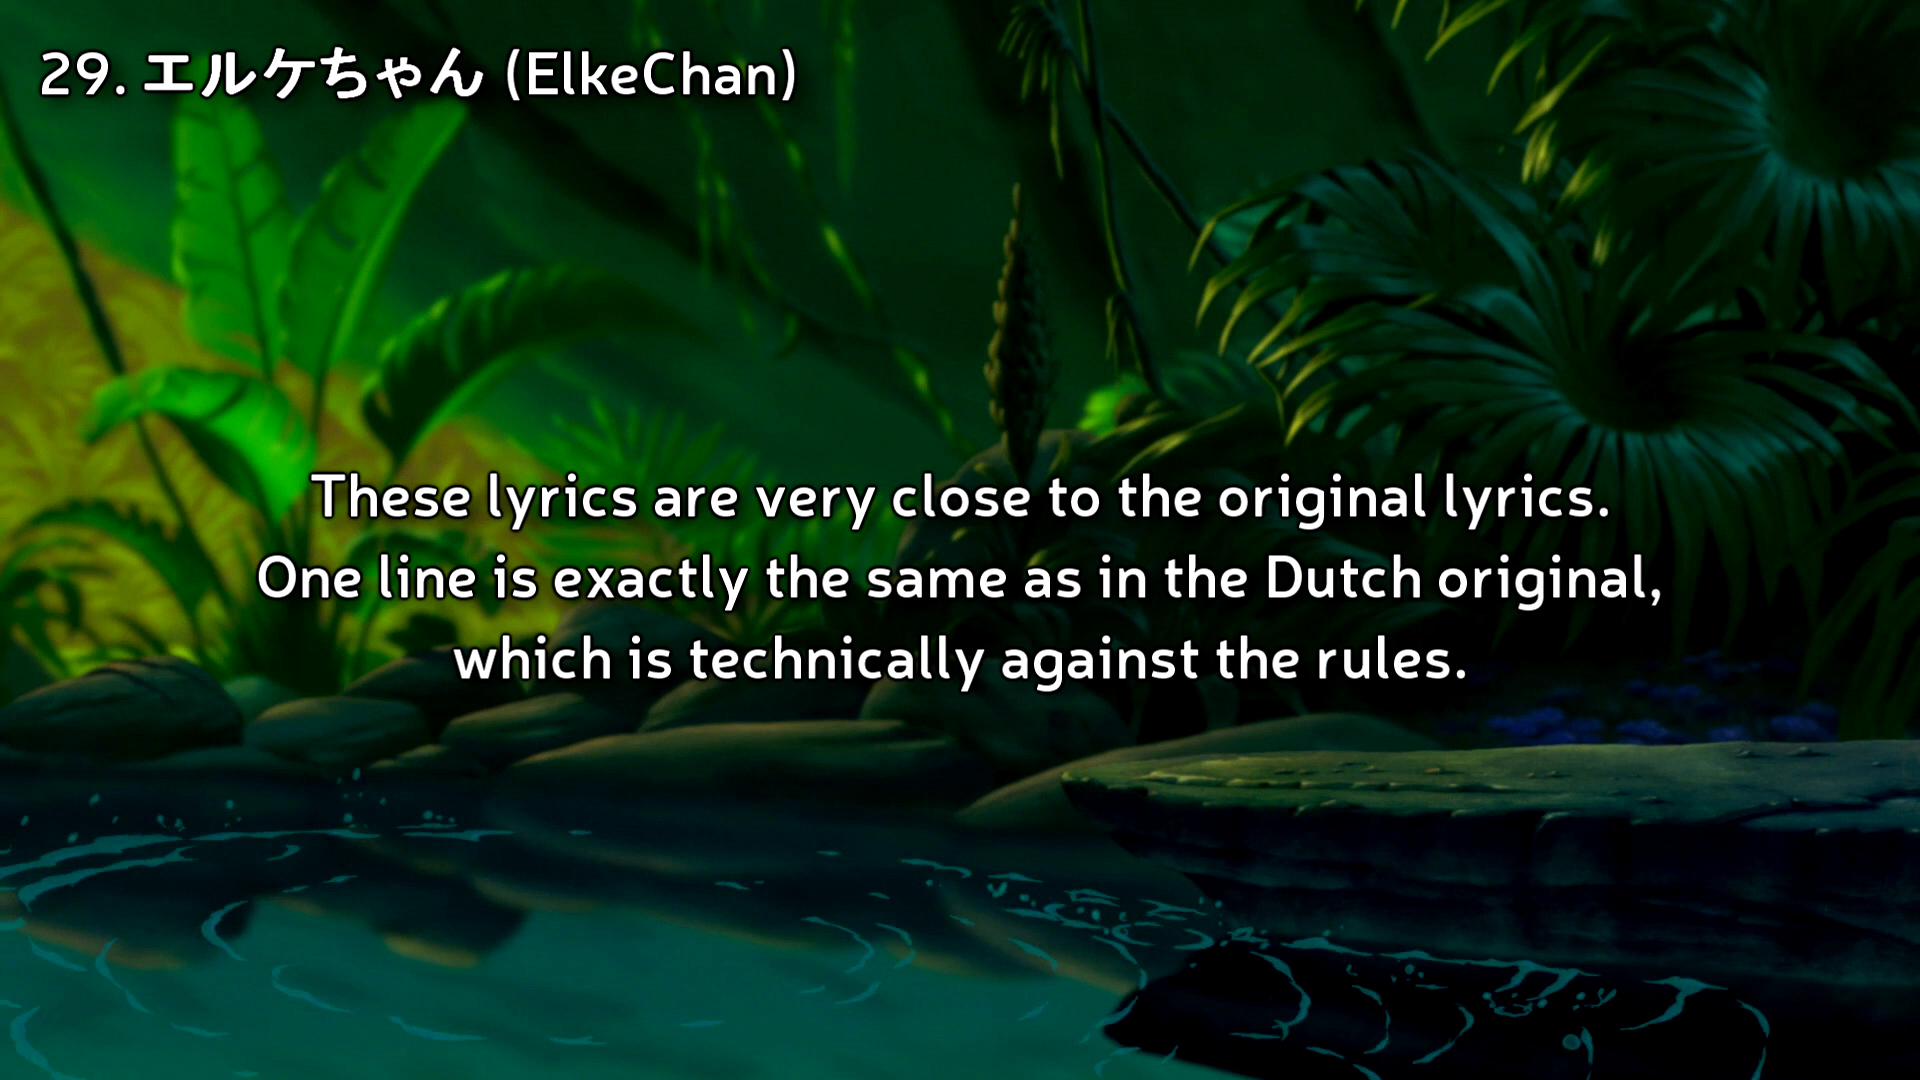 29. エルケちゃん (ElkeChan)
These lyrics are very close to the original lyrics.
One line is exactly the same as in the Dutch original,
which is technically against the rules.